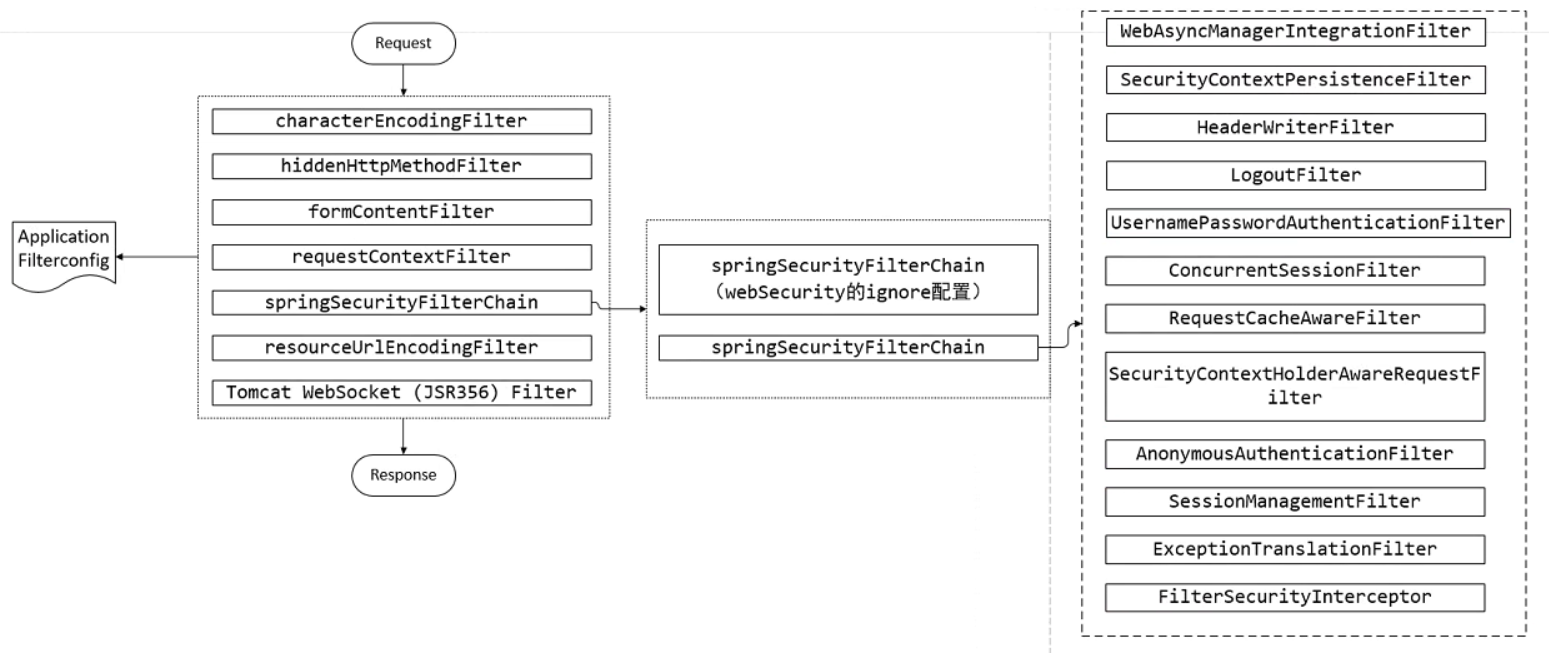 Request
characterEncodingFilter
hiddenHttpMethodFilter
formContentFilter
requestContextFilter
springSecurityFilterChain
resourceUrlEncodingFilter
Tomcat WebSocket (JSR356) Filter
Response
Application
Filterconfig
springSecurityFilterChain
（webSecurity的ignore配置）
springSecurityFilterChain
WebAsyncManagerIntegrationFilter
SecurityContextPersistenceFilter
HeaderWriterFilter
LogoutFilter
UsernamePasswordAuthenticationFilter
ConcurrentSessionFilter
RequestCacheAwareFilter
SecurityContextHolderAwareRequestF
ilter
AnonymousAuthenticationFilter
SessionManagementFilter
ExceptionTranslationFilter
FilterSecurityInterceptor